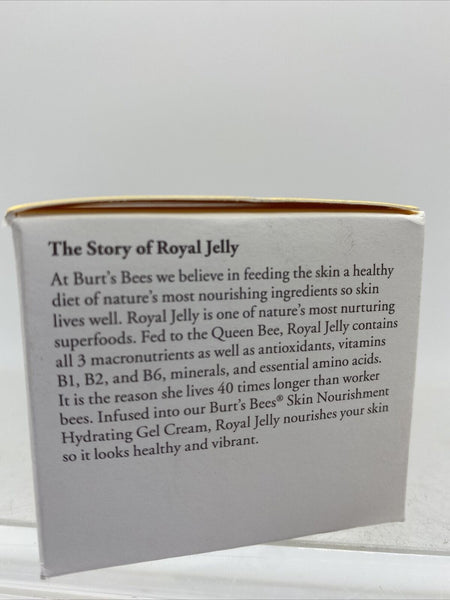 The Story of Royal Jelly
At Burt's Bees we believe in feeding the skin a healthy
diet of nature's most nourishing ingredients so skin
lives well. Royal Jelly is one of nature's most nurturing
superfoods. Fed to the Queen Bee, Royal Jelly contains
all 3 macronutrients as well as antioxidants, vitamins
B1, B2, and B6, minerals, and essential amino acids.
It is the reason she lives 40 times longer than worker
bees. Infused into our Burt's Bees® Skin Nourishment
Hydrating Gel Cream, Royal Jelly nourishes your skin
so it looks healthy and vibrant.